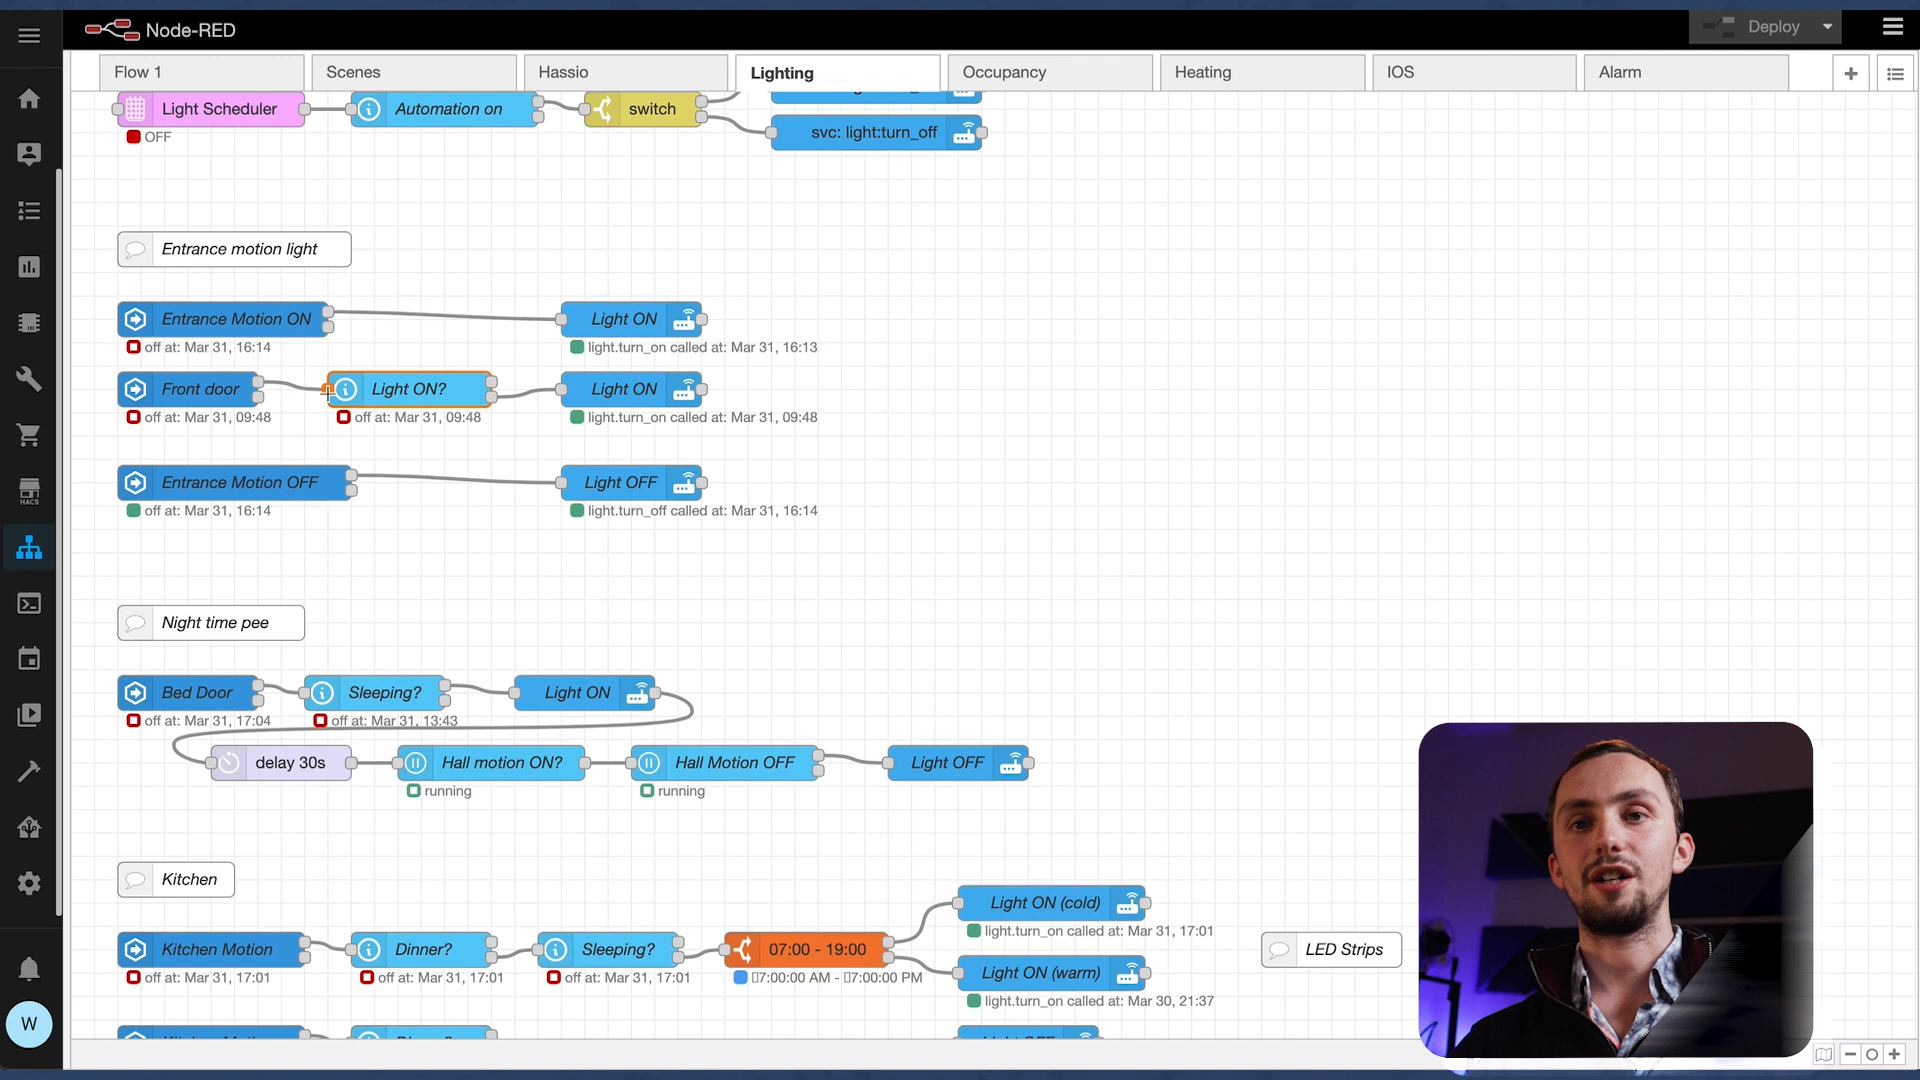 Node-RED
Deploy
Flow 1
Scenes
Hassio
Lighting
Occupancy
Heating
IOS
Alarm
Light Scheduler
Automation on
switch
OFF
svc: light:turn_off
Entrance motion light
Entrance Motion ON
Light ON
off at: Mar 31, 16:14
light.turn_on called at: Mar 31, 16:13
Front door
Light ON?
Light ON
off at: Mar 31, 09:48
off at: Mar 31, 09:48
light.turn_on called at: Mar 31, 09:48
Entrance Motion OFF
Light OFF
off at: Mar 31, 16:14
light.turn_off called at: Mar 31, 16:14
HACS
Night time pee
Bed Door
Sleeping?
Light ON
off at: Mar 31, 17:04
off at: Mar 31, 13:43
delay 30s
Hall motion ON?
Hall Motion OFF
Light OFF
running
running
Kitchen
Light ON (cold)
light.turn_on called at: Mar 31, 17:01
Kitchen Motion
Dinner?
Sleeping?
07:00 - 19:00
LED Strips
off at: Mar 31, 17:01
off at: Mar 31, 17:01
off at: Mar 31, 17:01
07:00:00 AM - 07:00:00 PM
Light ON (warm)
light.turn_on called at: Mar 30, 21:37
W